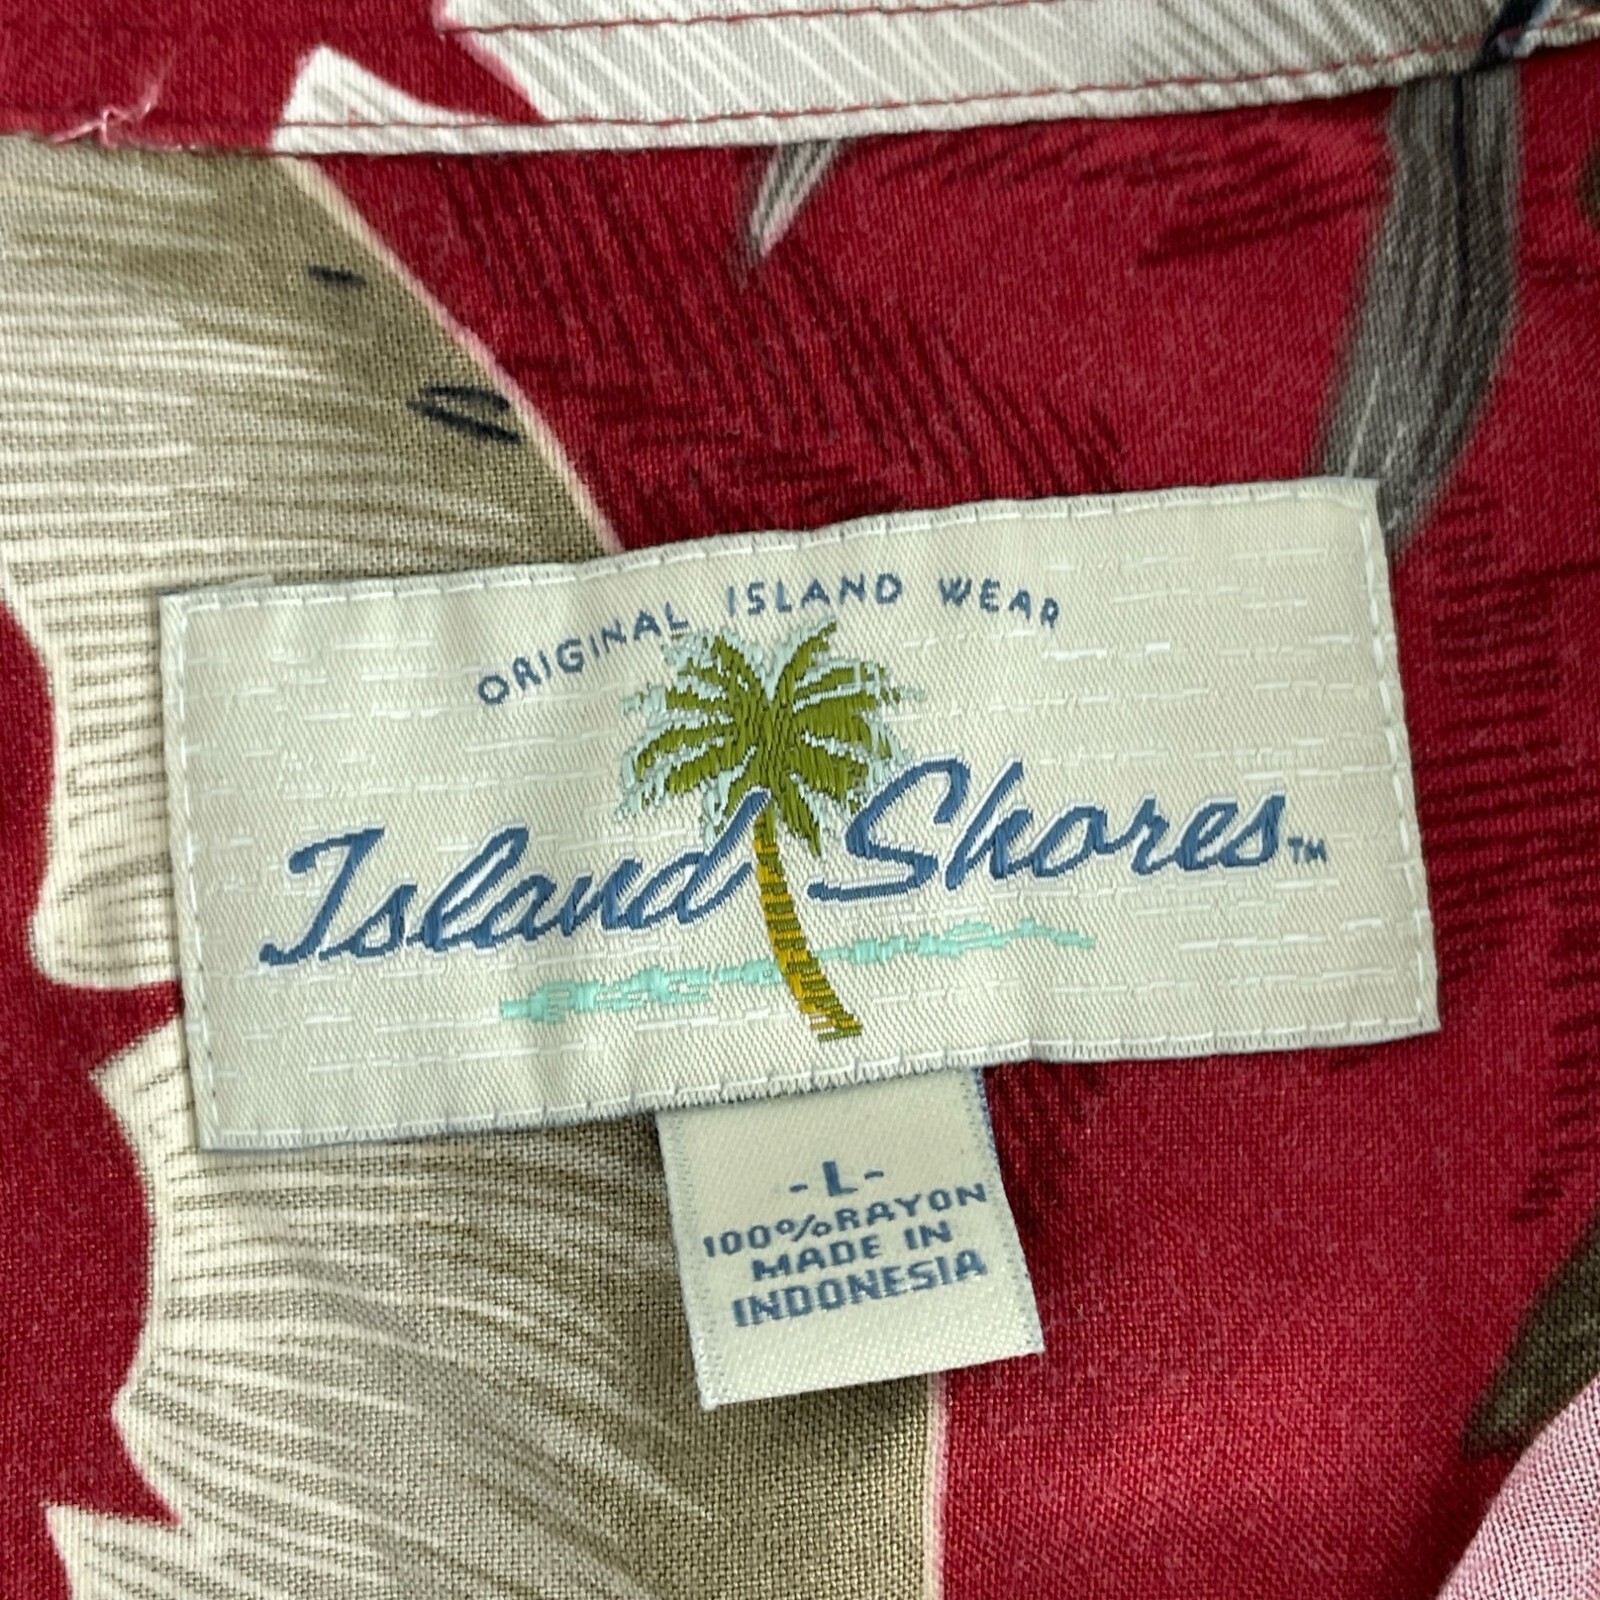 ORIGINAL ISLAND WEAR
Island Shores™
- L -
100%RAYON
MADE IN
INDONESIA